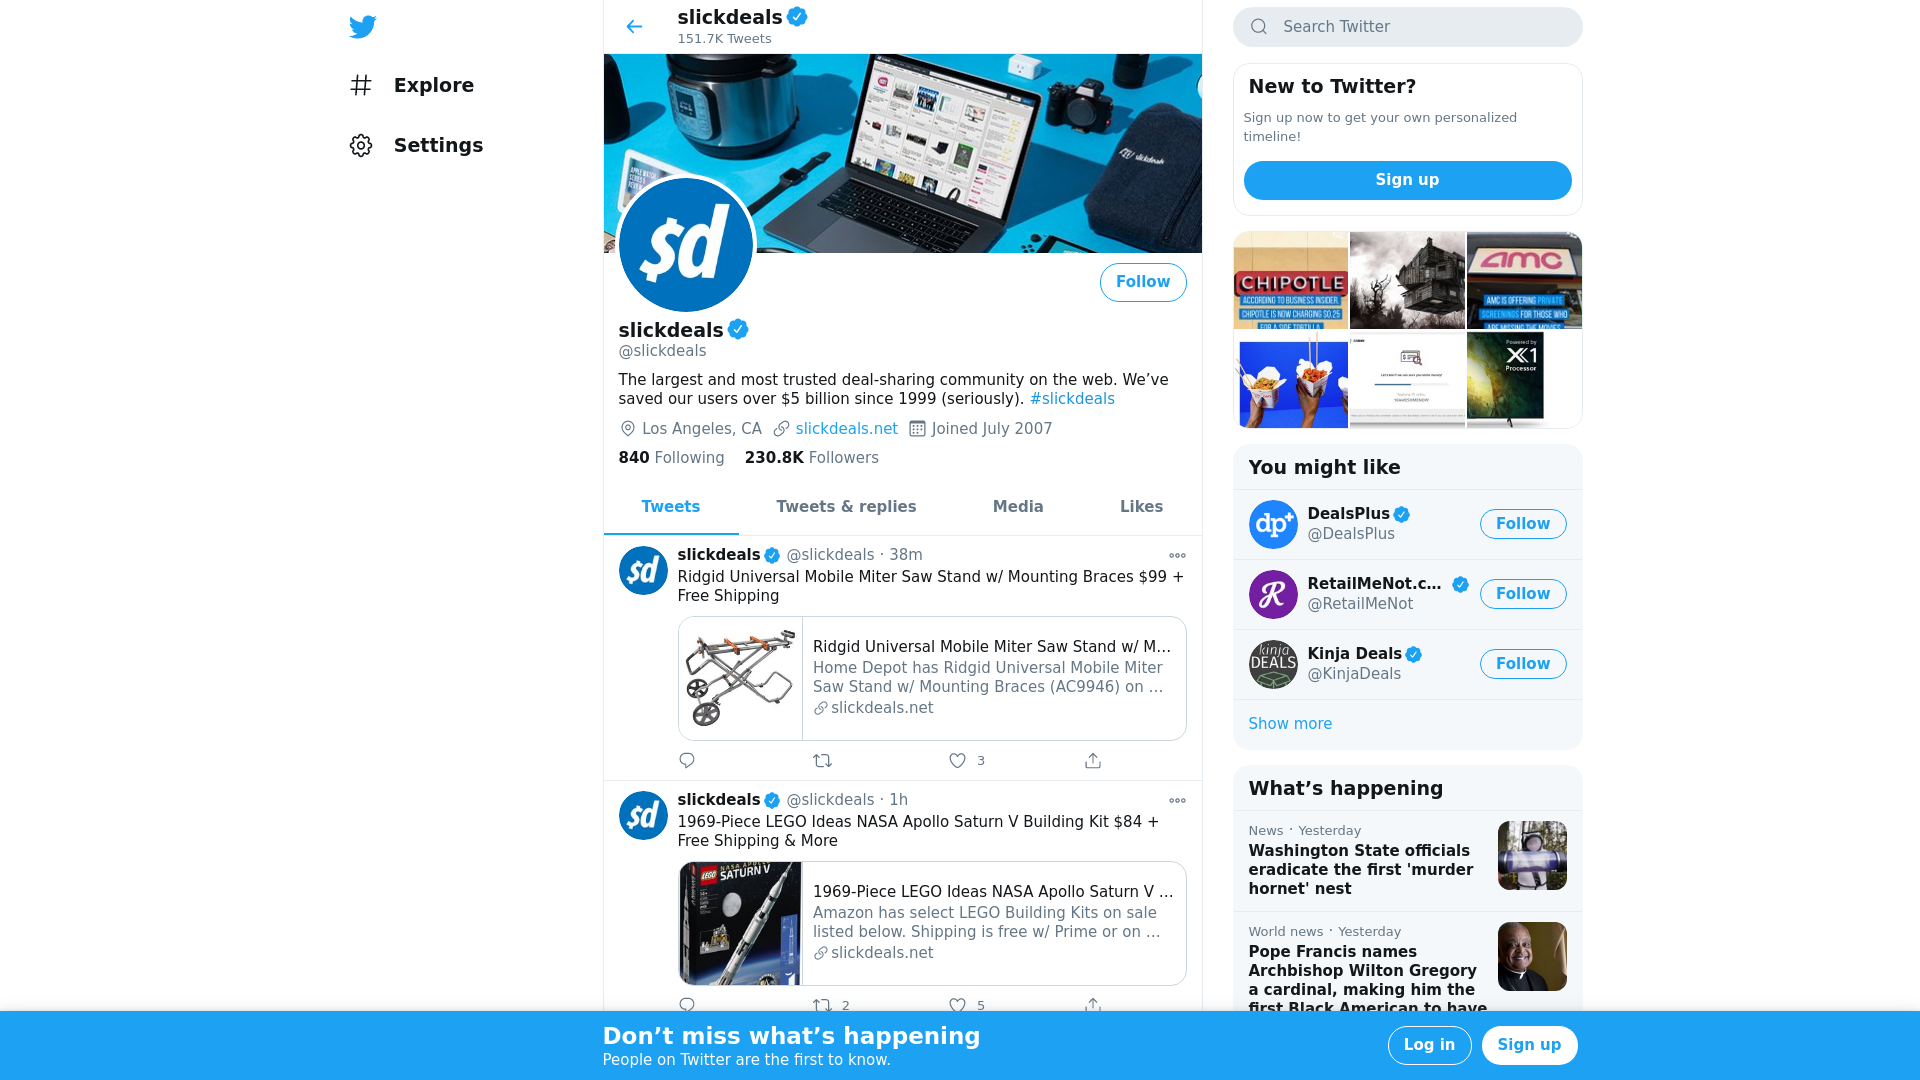 slickdeals
151.7K Tweets
Search Twitter
Explore
Settings
New to Twitter?
Sign up now to get your own personalized
timeline!
Sign up
slickdeals
$d
Follow
slickdeals
@slickdeals
The largest and most trusted deal-sharing community on the web. We’ve
saved our users over $5 billion since 1999 (seriously). #slickdeals
Los Angeles, CA slickdeals.net Joined July 2007
840 Following 230.8K Followers
Tweets Tweets & replies Media Likes
$d
slickdeals @slickdeals · 38m
Ridgid Universal Mobile Miter Saw Stand w/ Mounting Braces $99 +
Free Shipping
Ridgid Universal Mobile Miter Saw Stand w/ M...
Home Depot has Ridgid Universal Mobile Miter
Saw Stand w/ Mounting Braces (AC9946) on ...
slickdeals.net
3
$d
slickdeals @slickdeals · 1h
1969-Piece LEGO Ideas NASA Apollo Saturn V Building Kit $84 +
Free Shipping & More
LEGO
NASA APOLLO
SATURN V
1969-Piece LEGO Ideas NASA Apollo Saturn V ...
Amazon has select LEGO Building Kits on sale
listed below. Shipping is free w/ Prime or on ...
slickdeals.net
2 5
CHIPOTLE
ACCORDING TO BUSINESS INSIDER
CHIPOTLE IS NOW CHARGING $0.25
FOR A SIDE TORTILLA
amc
AMC IS OFFERING PRIVATE
SCREENINGS FOR THOSE WHO
ARE MISSING THE MOVIES
Powered by
X1
Processor
You might like
dp+
DealsPlus
@DealsPlus
Follow
R
RetailMeNot.c...
@RetailMeNot
Follow
kinja
DEALS
Kinja Deals
@KinjaDeals
Follow
Show more
What’s happening
News · Yesterday
Washington State officials
eradicate the first 'murder
hornet' nest
World news · Yesterday
Pope Francis names
Archbishop Wilton Gregory
a cardinal, making him the
first Black American to have
Don’t miss what’s happening
People on Twitter are the first to know.
Log in
Sign up